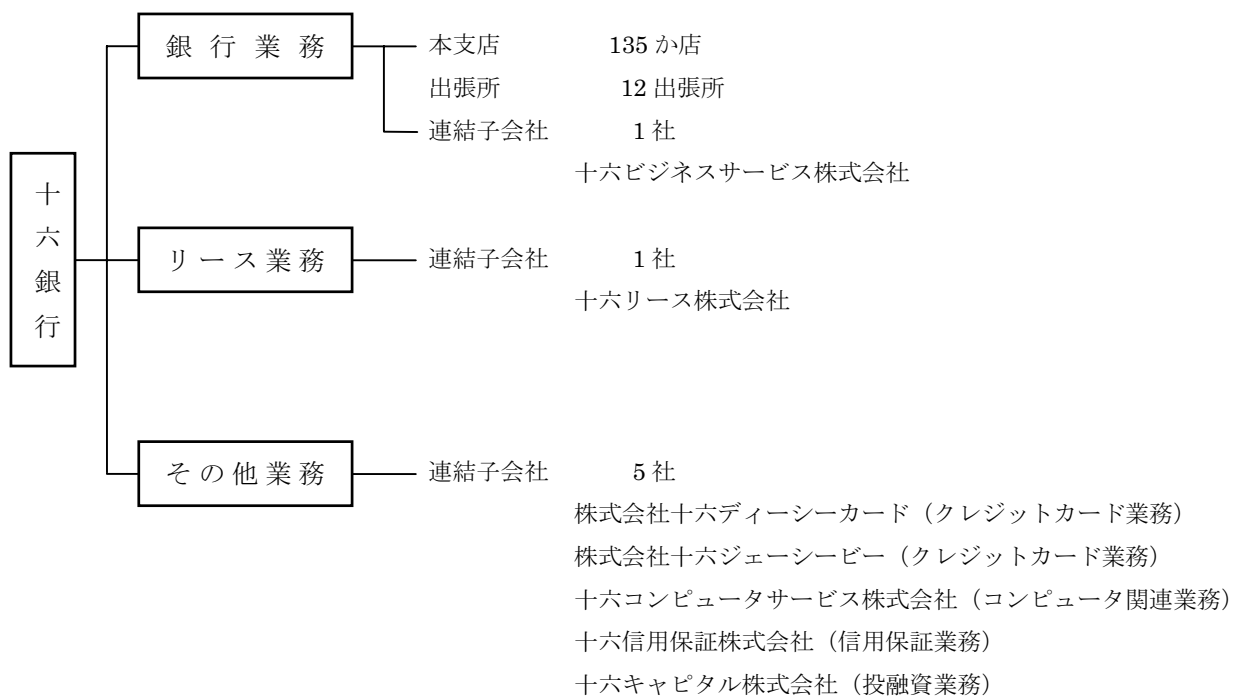 十六銀行
銀行業務
本支店 135か店
出張所 12出張所
連結子会社 1社
十六ビジネスサービス株式会社
リース業務
連結子会社 1社
十六リース株式会社
その他業務
連結子会社 5社
株式会社十六ディーシーカード（クレジットカード業務）
株式会社十六ジェーシービー（クレジットカード業務）
十六コンピュータサービス株式会社（コンピュータ関連業務）
十六信用保証株式会社（信用保証業務）
十六キャピタル株式会社（投融資業務）